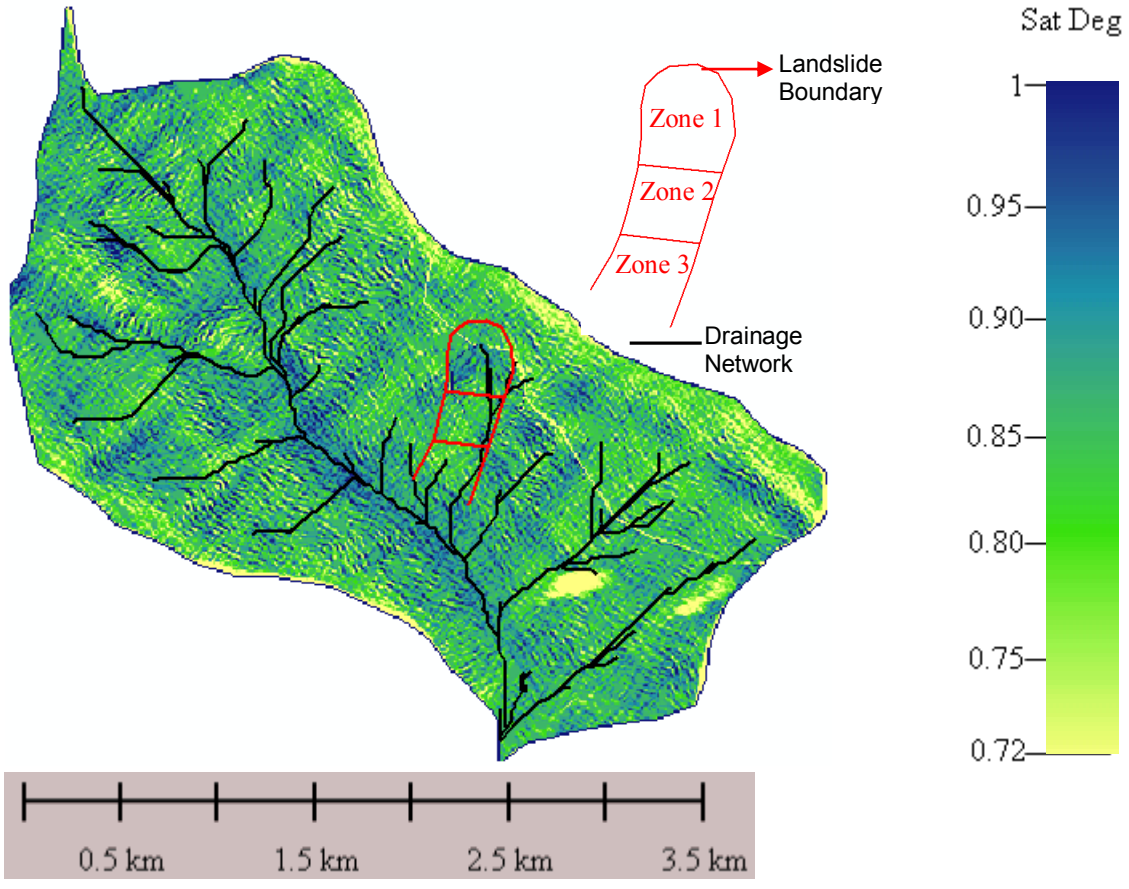 Sat Deg
Landslide
Boundary
1
Zone 1
0.95
Zone 2
Zone 3
0.90
Drainage
Network
0.85
0.80
0.75
0.72
0.5 km
1.5 km
2.5 km
3.5 km